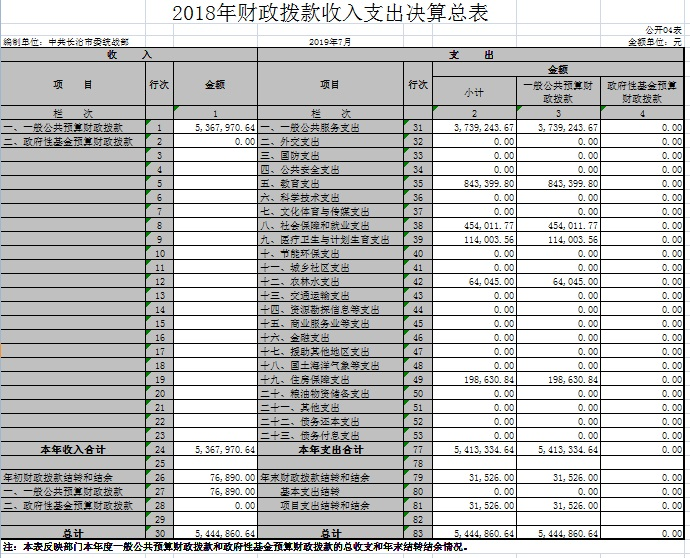 2018年财政拨款收入支出决算总表
公开04表
编制单位：中共长治市委统战部 2019年7月 金额单位：元
收 入 支 出
项 目 行次 金额 项目 行次 金额
小计 一般公共预算财政拨款 政府性基金预算财政拨款
栏 次 1 栏 次 2 3 4
一、一般公共预算财政拨款 1 5,367,970.64 一、一般公共服务支出 31 3,739,243.67 3,739,243.67 0.00
二、政府性基金预算财政拨款 2 0.00 二、外交支出 32 0.00 0.00 0.00
3 三、国防支出 33 0.00 0.00 0.00
4 四、公共安全支出 34 0.00 0.00 0.00
5 五、教育支出 35 843,399.80 843,399.80 0.00
6 六、科学技术支出 36 0.00 0.00 0.00
7 七、文化体育与传媒支出 37 0.00 0.00 0.00
8 八、社会保障和就业支出 38 454,011.77 454,011.77 0.00
9 九、医疗卫生与计划生育支出 39 114,003.56 114,003.56 0.00
10 十、节能环保支出 40 0.00 0.00 0.00
11 十一、城乡社区支出 41 0.00 0.00 0.00
12 十二、农林水支出 42 64,045.00 64,045.00 0.00
13 十三、交通运输支出 43 0.00 0.00 0.00
14 十四、资源勘探信息等支出 44 0.00 0.00 0.00
15 十五、商业服务业等支出 45 0.00 0.00 0.00
16 十六、金融支出 46 0.00 0.00 0.00
17 十七、援助其他地区支出 47 0.00 0.00 0.00
18 十八、国土海洋气象等支出 48 0.00 0.00 0.00
19 十九、住房保障支出 49 198,630.84 198,630.84 0.00
20 二十、粮油物资储备支出 50 0.00 0.00 0.00
21 二十一、其他支出 51 0.00 0.00 0.00
22 二十二、债务还本支出 52 0.00 0.00 0.00
23 二十三、债务付息支出 53 0.00 0.00 0.00
本年收入合计 24 5,367,970.64 本年支出合计 77 5,413,334.64 5,413,334.64 0.00
25 78
年初财政拨款结转和结余 26 76,890.00 年末财政拨款结转和结余 79 31,526.00 31,526.00 0.00
一、一般公共预算财政拨款 27 76,890.00 基本支出结转 80 0.00 0.00 0.00
二、政府性基金预算财政拨款 28 0.00 项目支出结转和结余 81 31,526.00 31,526.00 0.00
29 82
总计 30 5,444,860.64 总计 83 5,444,860.64 5,444,860.64 0.00
注：本表反映部门本年度一般公共预算财政拨款和政府性基金预算财政拨款的总收支和年末结转结余情况。